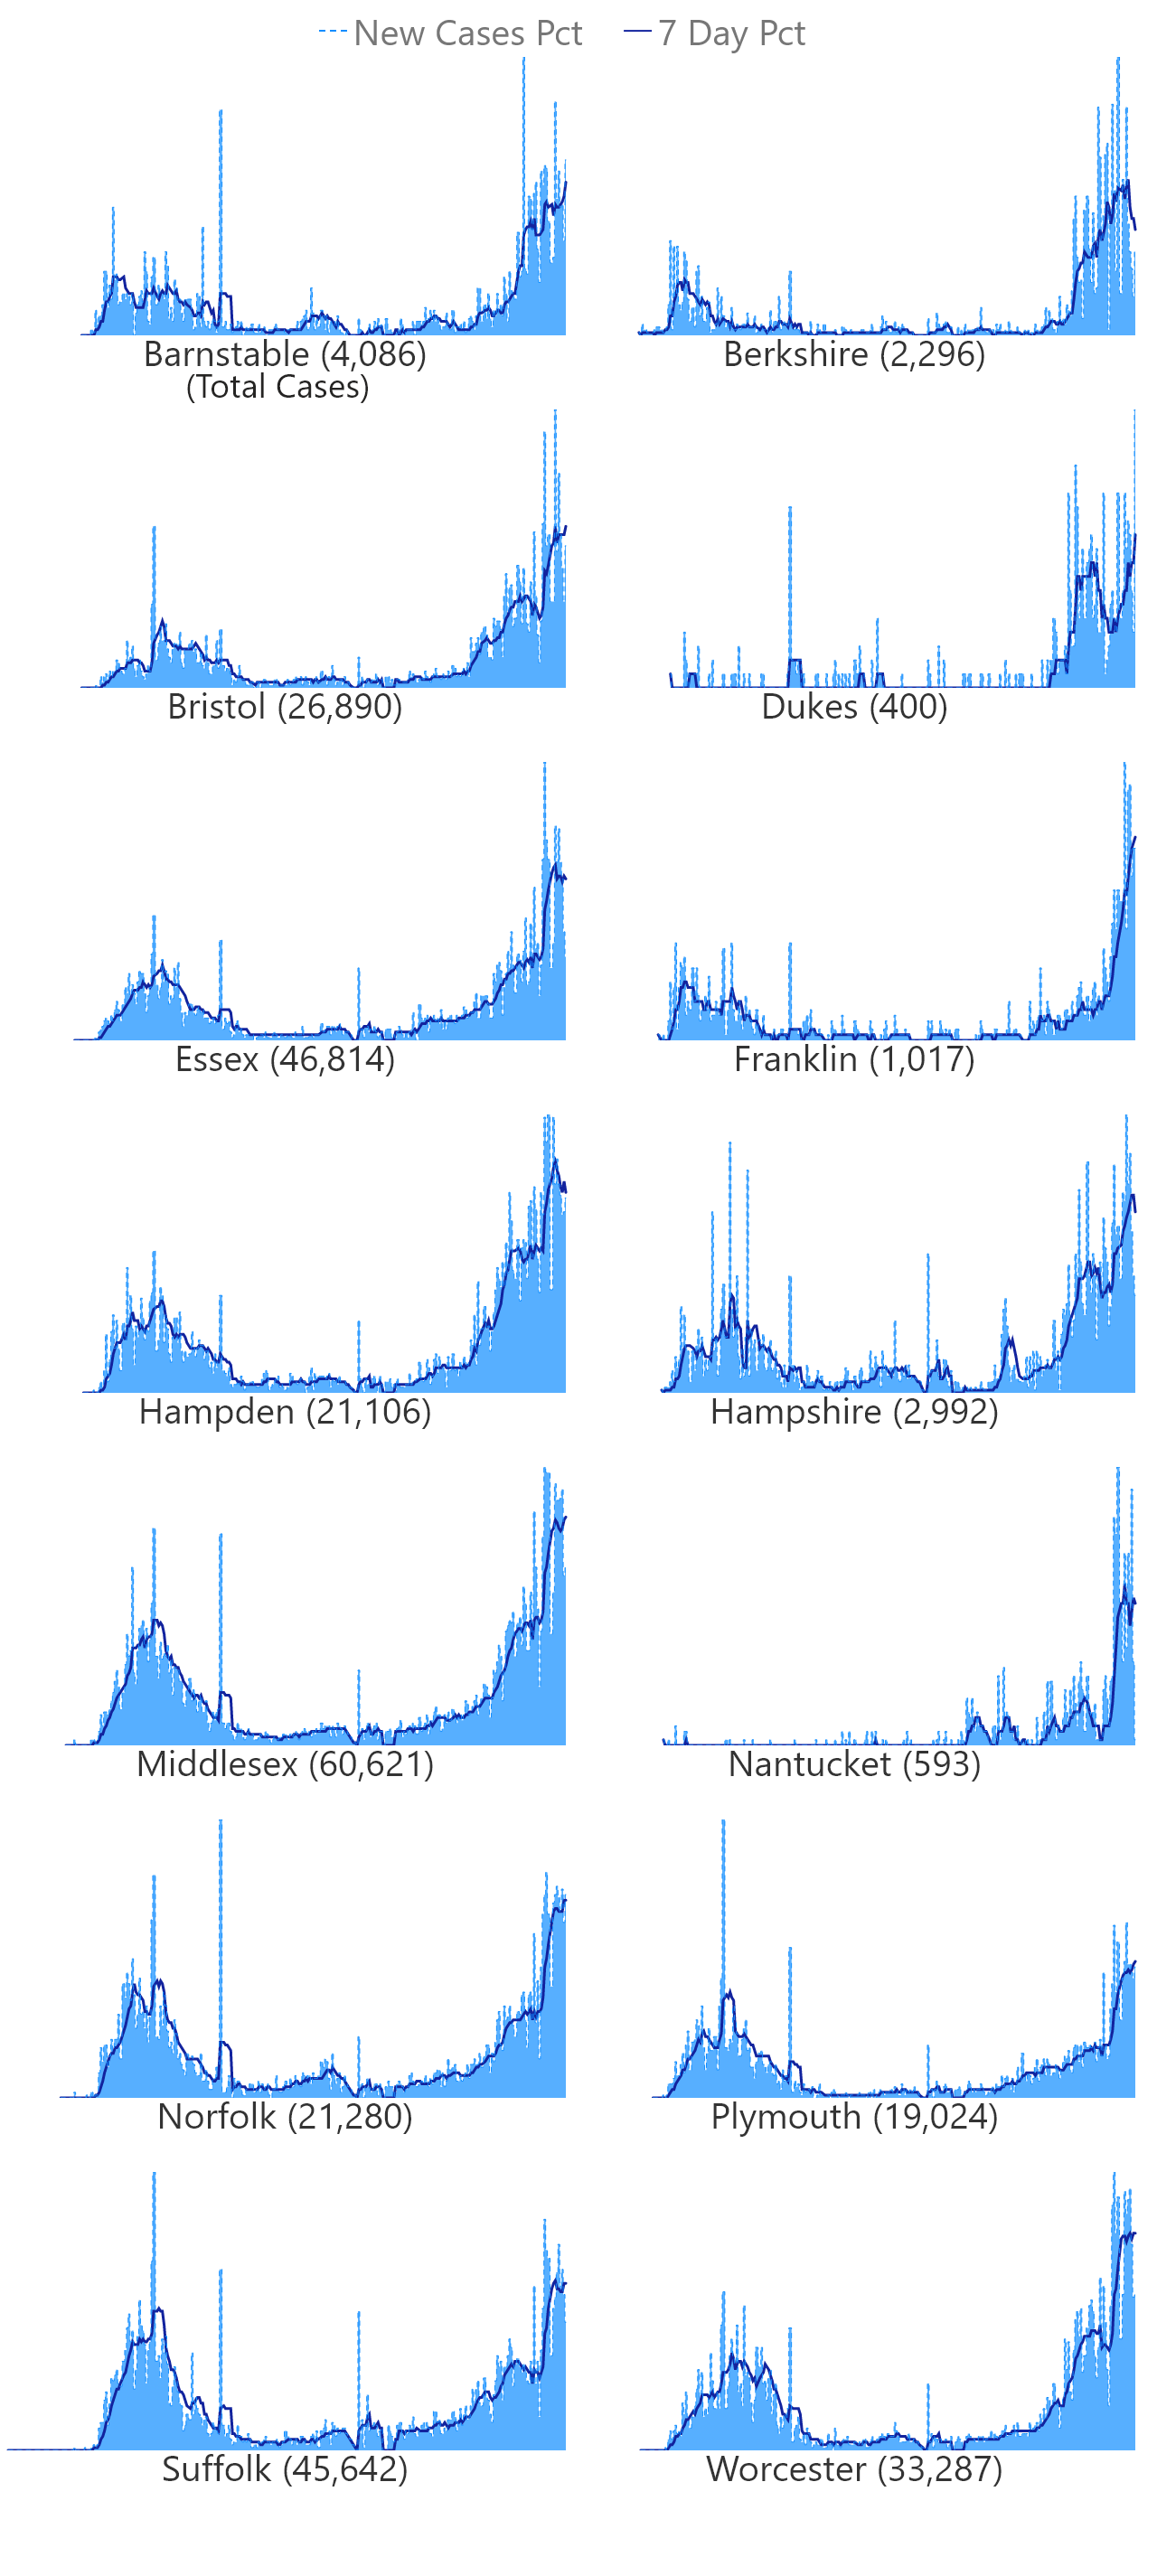 New Cases Pct 7 Day Pct
Barnstable (4,086)
(Total Cases)
Berkshire (2,296)
Bristol (26,890)
Dukes (400)
Essex (46,814)
Franklin (1,017)
Hampden (21,106)
Hampshire (2,992)
Middlesex (60,621)
Nantucket (593)
Norfolk (21,280)
Plymouth (19,024)
Suffolk (45,642)
Worcester (33,287)